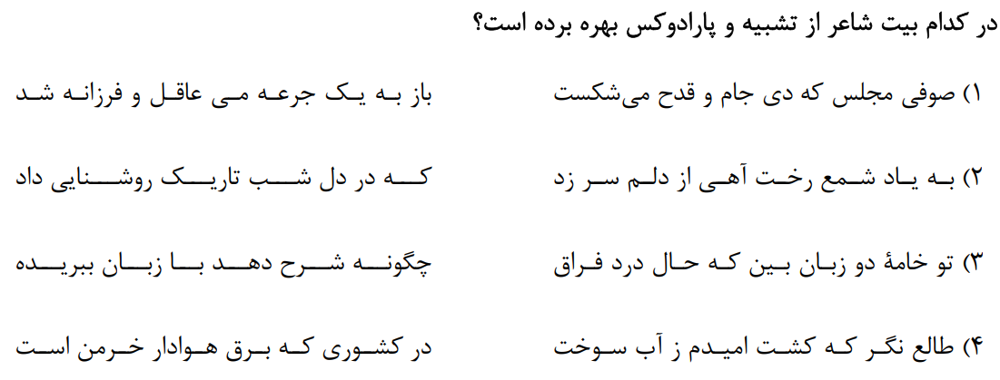 در کدام بیت شاعر از تشبیه و پارادوکس بهره برده است؟
۱) صوفی مجلس که دی جام و قدح می‌شکست باز به یک جرعه می عاقل و فرزانه شد
۲) به یاد شمع رخت آهی از دلم سر زد که در دل شب تاریک روشنایی داد
۳) تو خامهٔ دو زبان بین که حال درد فراق چگونه شرح دهد با زبان ببریده
۴) طالع نگر که کشت امیدم ز آب سوخت در کشوری که برق هوادار خرمن است